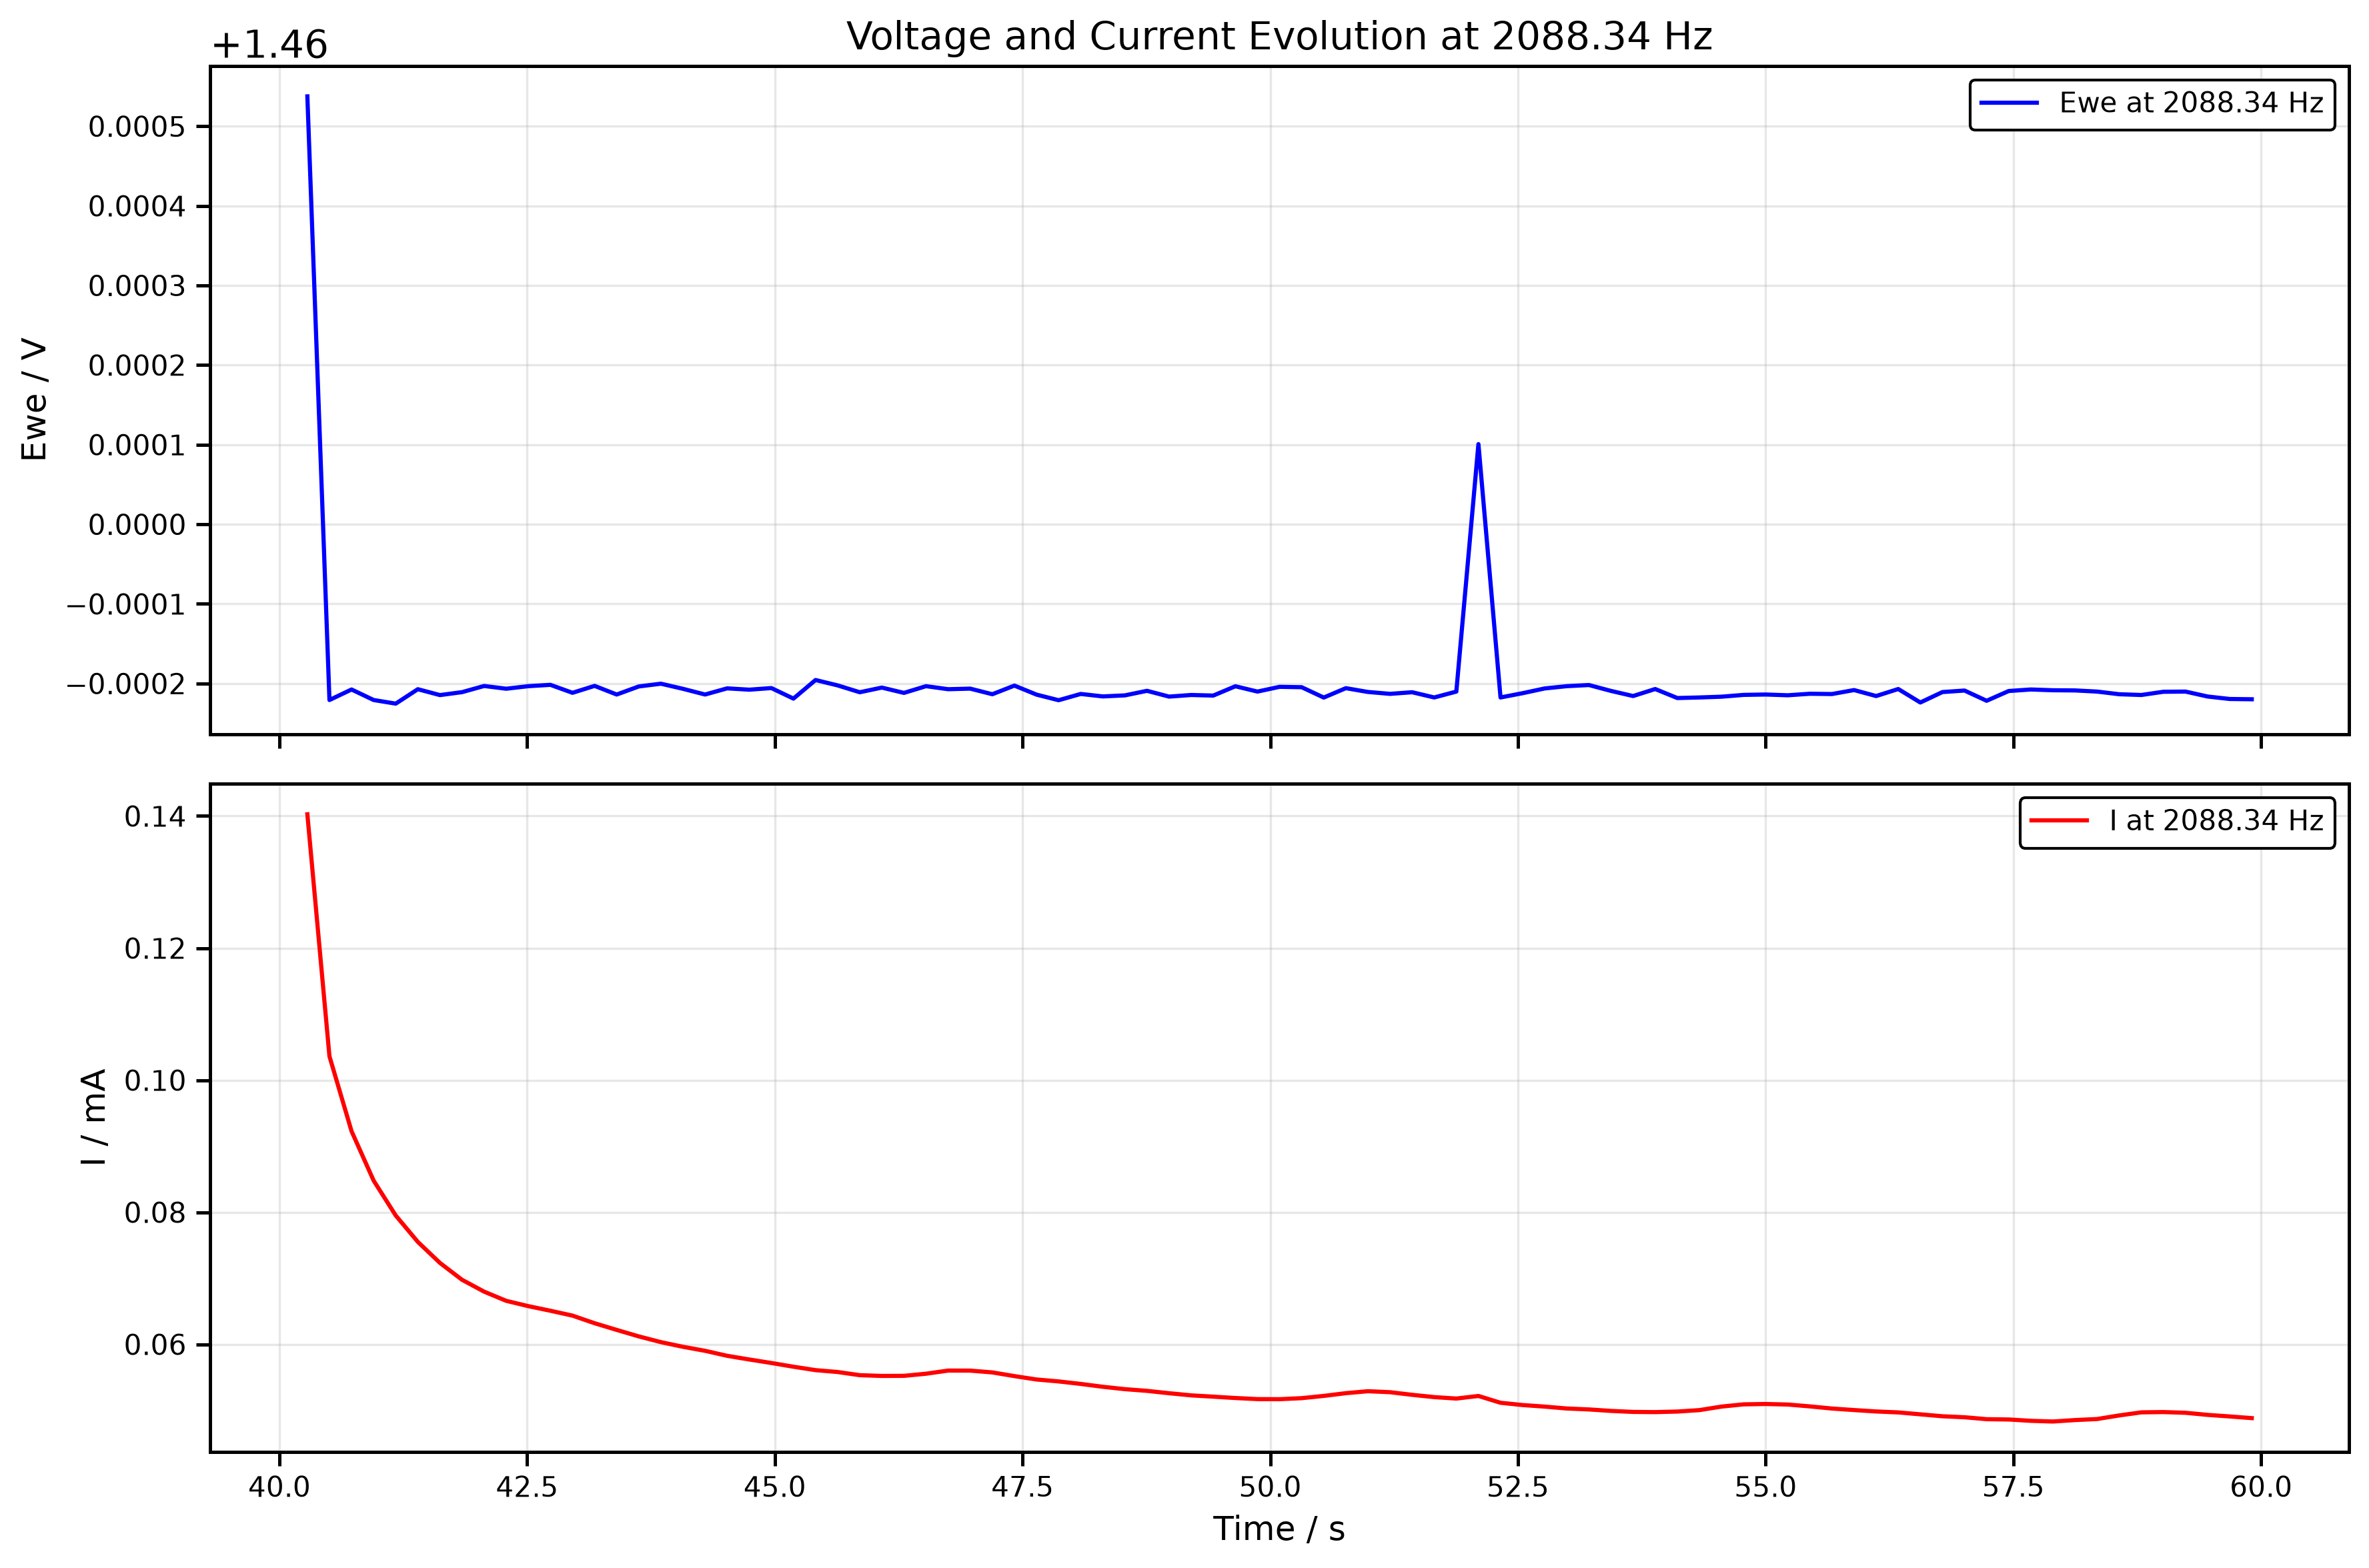 Voltage and Current Evolution at 2088.34 Hz
+1.46
Ewe at 2088.34 Hz
0.0005
0.0004
0.0003
0.0002
0.0001
0.0000
−0.0001
−0.0002
Ewe / V
I at 2088.34 Hz
0.14
0.12
0.10
0.08
0.06
I / mA
40.0 42.5 45.0 47.5 50.0 52.5 55.0 57.5 60.0
Time / s